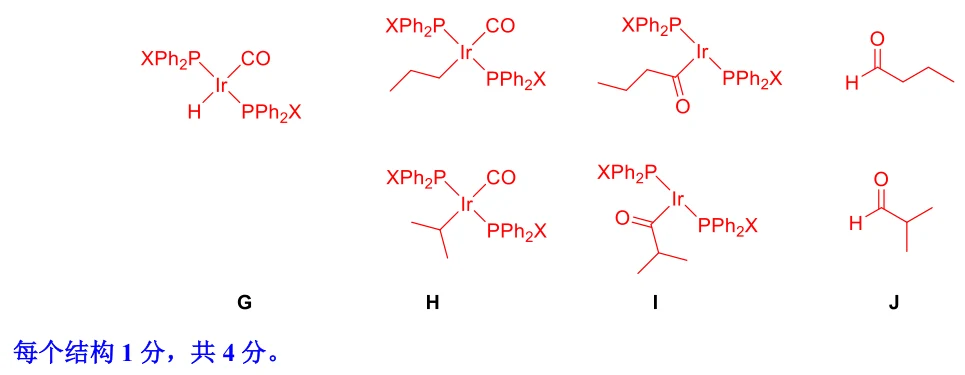 XPh2P CO Ir H PPh2X
XPh2P CO Ir PPh2X
XPh2P Ir PPh2X O
O H
XPh2P CO Ir PPh2X
XPh2P Ir O PPh2X
O H
G H I J
每个结构 1 分，共 4 分。